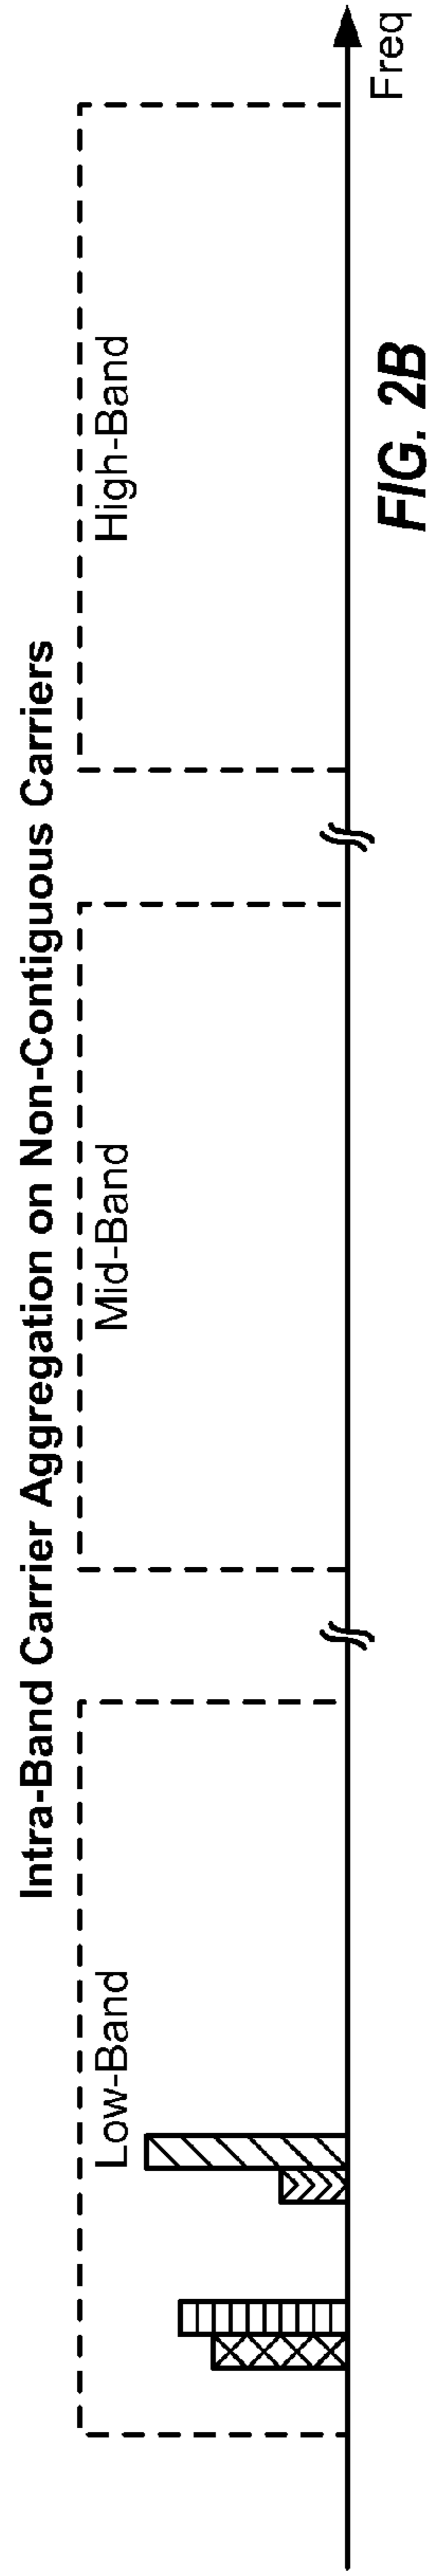 Intra-Band Carrier Aggregation on Non-Contiguous Carriers
Low-Band
Mid-Band
High-Band
Freq
FIG. 2B